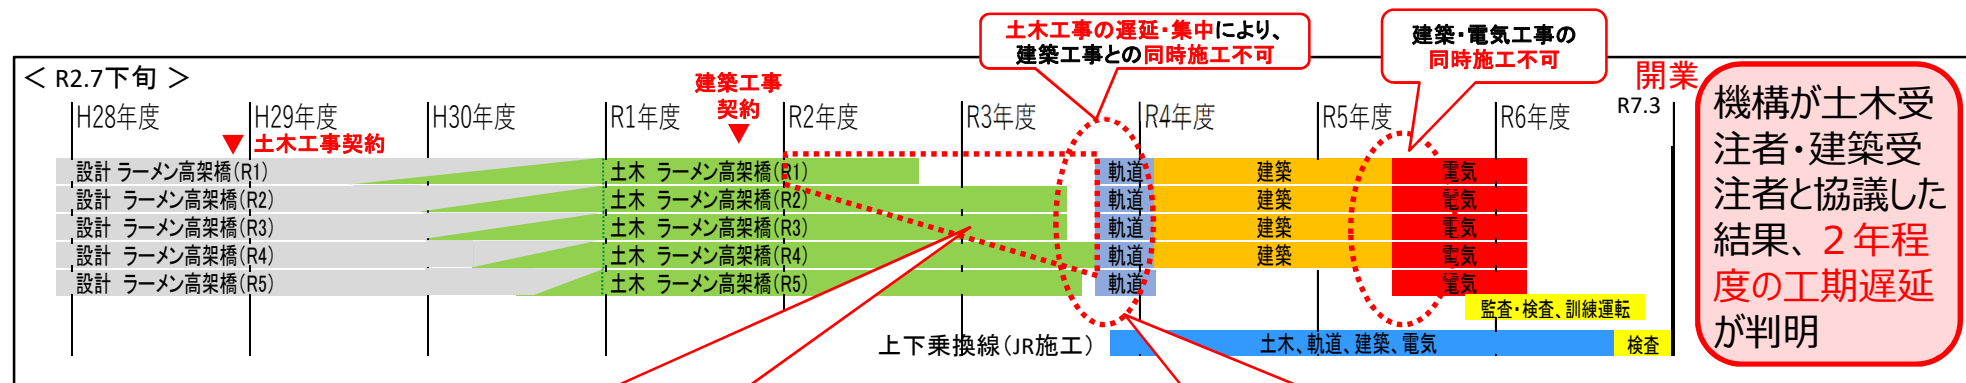 土木工事の遅延・集中により、
建築工事との同時施工不可
建築・電気工事の
同時施工不可
＜ R2.7下旬 ＞
建築工事
契約
開業
R7.3
H28年度
H29年度
H30年度
R1年度
R2年度
R3年度
R4年度
R5年度
R6年度
土木工事契約
設計 ラーメン高架橋(R1) 土木 ラーメン高架橋(R1) 軌道 建築 電気
設計 ラーメン高架橋(R2) 土木 ラーメン高架橋(R2) 軌道 建築 電気
設計 ラーメン高架橋(R3) 土木 ラーメン高架橋(R3) 軌道 建築 電気
設計 ラーメン高架橋(R4) 土木 ラーメン高架橋(R4) 軌道 建築 電気
設計 ラーメン高架橋(R5) 土木 ラーメン高架橋(R5) 軌道 電気
監査・検査、訓練運転
上下乗換線(JR施工) 土木、軌道、建築、電気 検査
機構が土木受
注者・建築受
注者と協議した
結果、２年程
度の工期遅延
が判明